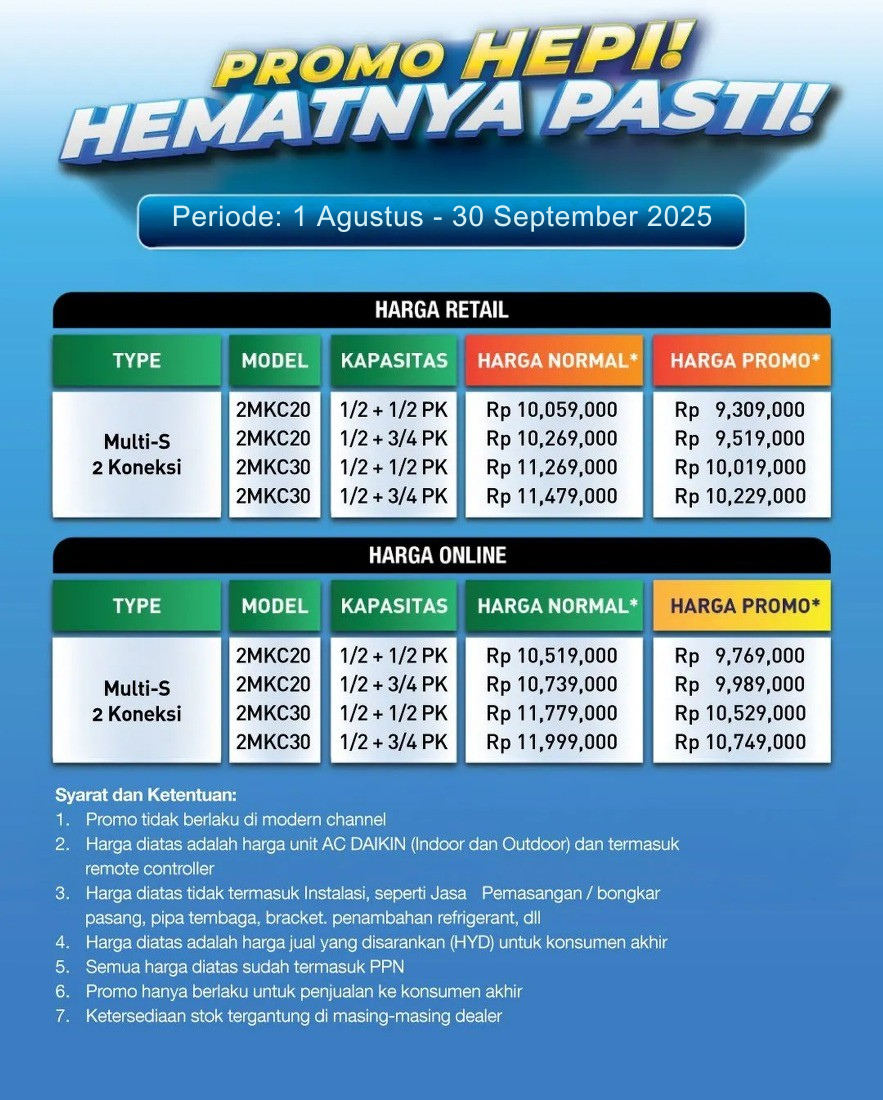 PROMO HEPI!
HEMATNYA PASTI!
Periode: 1 Agustus - 30 September 2025
HARGA RETAIL
TYPE MODEL KAPASITAS HARGA NORMAL* HARGA PROMO*
Multi-S
2 Koneksi
2MKC20 1/2 + 1/2 PK Rp 10,059,000 Rp 9,309,000
2MKC20 1/2 + 3/4 PK Rp 10,269,000 Rp 9,519,000
2MKC30 1/2 + 1/2 PK Rp 11,269,000 Rp 10,019,000
2MKC30 1/2 + 3/4 PK Rp 11,479,000 Rp 10,229,000
HARGA ONLINE
TYPE MODEL KAPASITAS HARGA NORMAL* HARGA PROMO*
Multi-S
2 Koneksi
2MKC20 1/2 + 1/2 PK Rp 10,519,000 Rp 9,769,000
2MKC20 1/2 + 3/4 PK Rp 10,739,000 Rp 9,989,000
2MKC30 1/2 + 1/2 PK Rp 11,779,000 Rp 10,529,000
2MKC30 1/2 + 3/4 PK Rp 11,999,000 Rp 10,749,000
Syarat dan Ketentuan:
1. Promo tidak berlaku di modern channel
2. Harga diatas adalah harga unit AC DAIKIN (Indoor dan Outdoor) dan termasuk
remote controller
3. Harga diatas tidak termasuk Instalasi, seperti Jasa Pemasangan / bongkar
pasang, pipa tembaga, bracket. penambahan refrigerant, dll
4. Harga diatas adalah harga jual yang disarankan (HYD) untuk konsumen akhir
5. Semua harga diatas sudah termasuk PPN
6. Promo hanya berlaku untuk penjualan ke konsumen akhir
7. Ketersediaan stok tergantung di masing-masing dealer